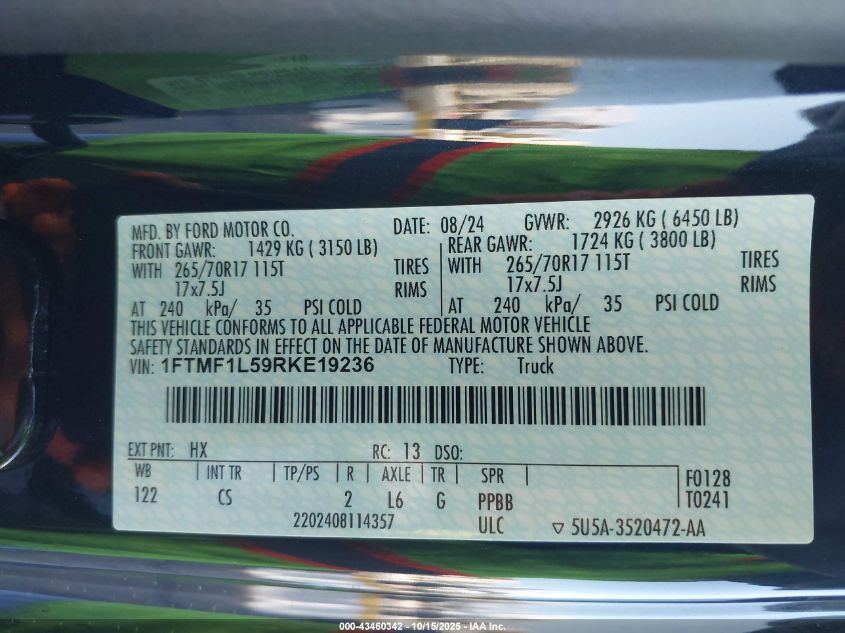 MFD. BY FORD MOTOR CO. DATE: 08/24 GVWR: 2926 KG ( 6450 LB)
FRONT GAWR: 1429 KG ( 3150 LB) REAR GAWR: 1724 KG ( 3800 LB)
WITH 265/70R17 115T TIRES WITH 265/70R17 115T TIRES
17x7.5J RIMS 17x7.5J RIMS
AT 240 kPa/ 35 PSI COLD AT 240 kPa/ 35 PSI COLD
THIS VEHICLE CONFORMS TO ALL APPLICABLE FEDERAL MOTOR VEHICLE
SAFETY STANDARDS IN EFFECT ON THE DATE OF MANUFACTURE SHOWN ABOVE.
VIN: 1FTMF1L59RKE19236 TYPE: Truck
EXT PNT: HX RC: 13 DSO:
WB INT TR TP/PS R AXLE TR SPR F0128
122 CS 2 L6 G PPBB T0241
2202408114357 ULC ▽ 5U5A-3520472-AA
000-43460342 - 10/15/2025 - IAA Inc.